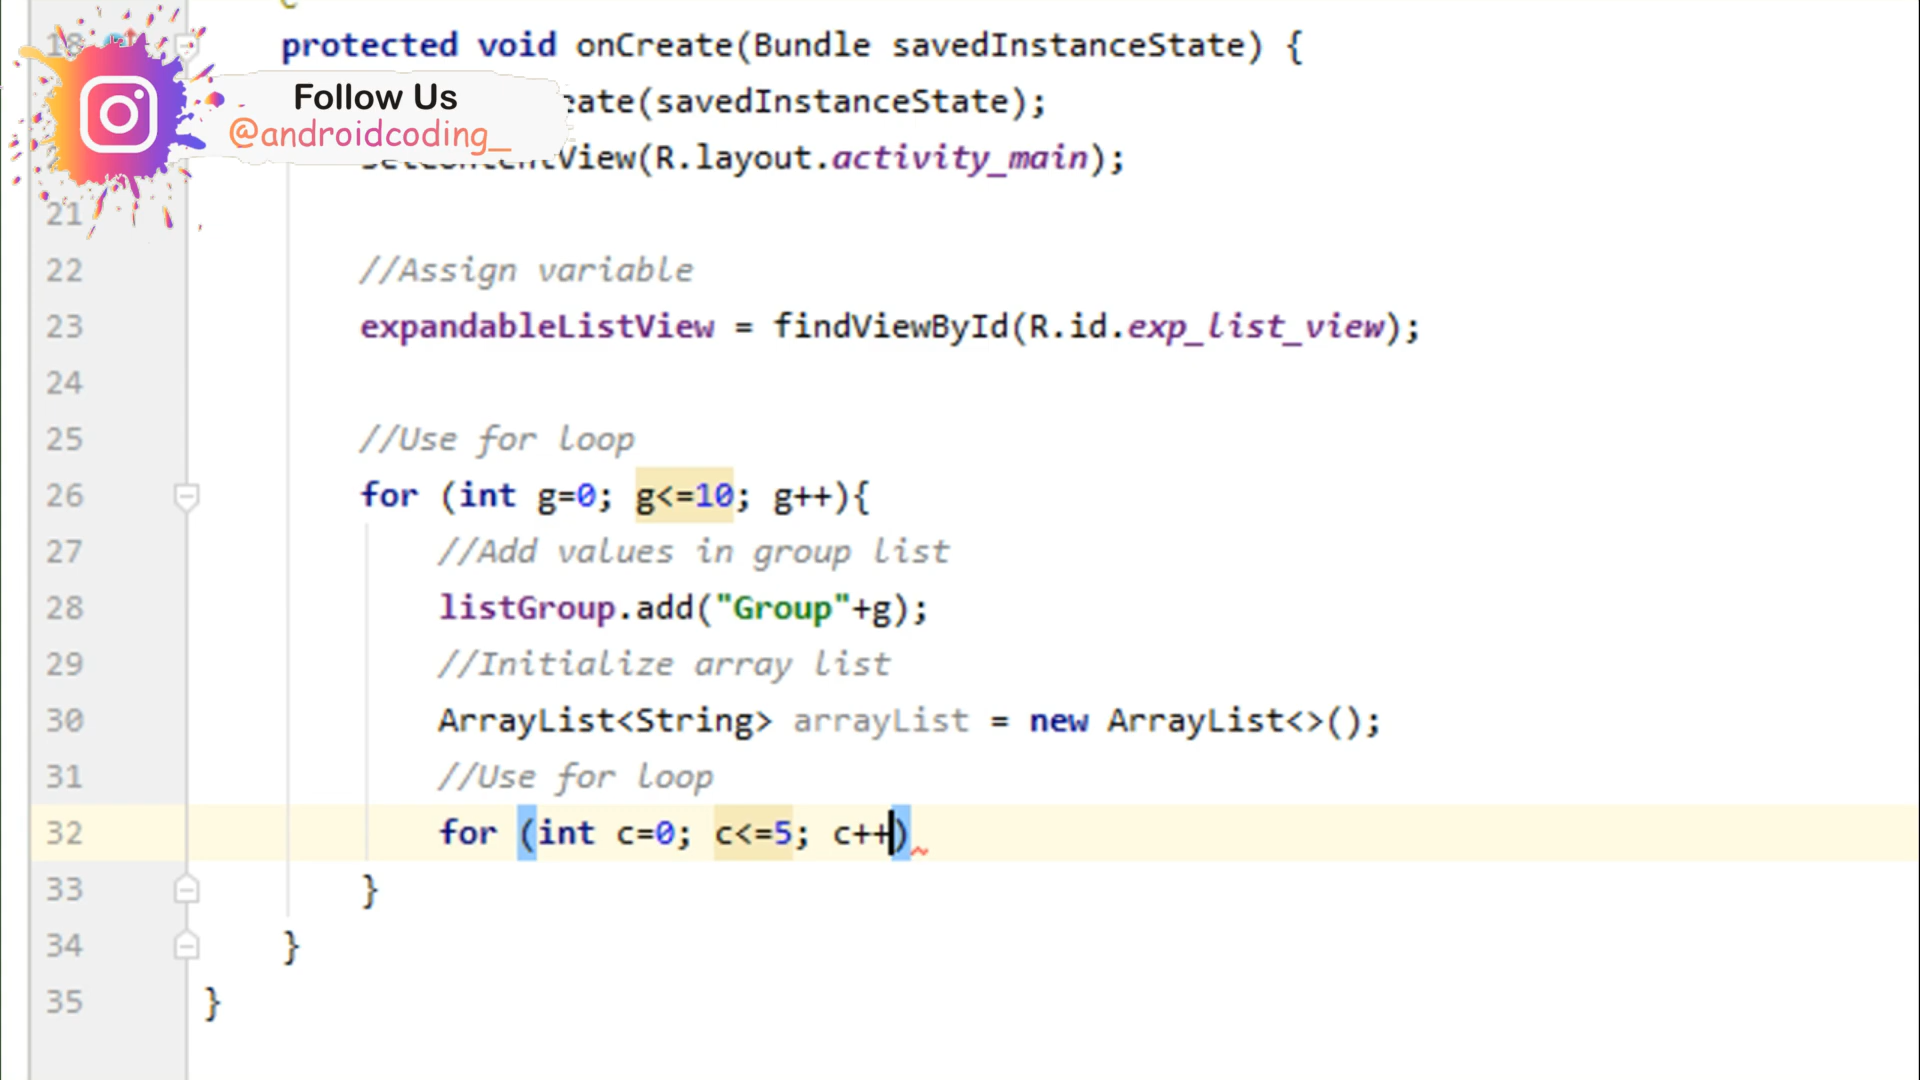 18 protected void onCreate(Bundle savedInstanceState) {
Follow Us
eate(savedInstanceState);
@androidcoding_
View(R.layout.activity_main);
21
22 //Assign variable
23 expandableListView = findViewById(R.id.exp_list_view);
24
25 //Use for loop
26 for (int g=0; g<=10; g++){
27 //Add values in group list
28 listGroup.add("Group"+g);
29 //Initialize array list
30 ArrayList<String> arrayList = new ArrayList<>();
31 //Use for loop
32 for (int c=0; c<=5; c++)
33 }
34 }
35 }